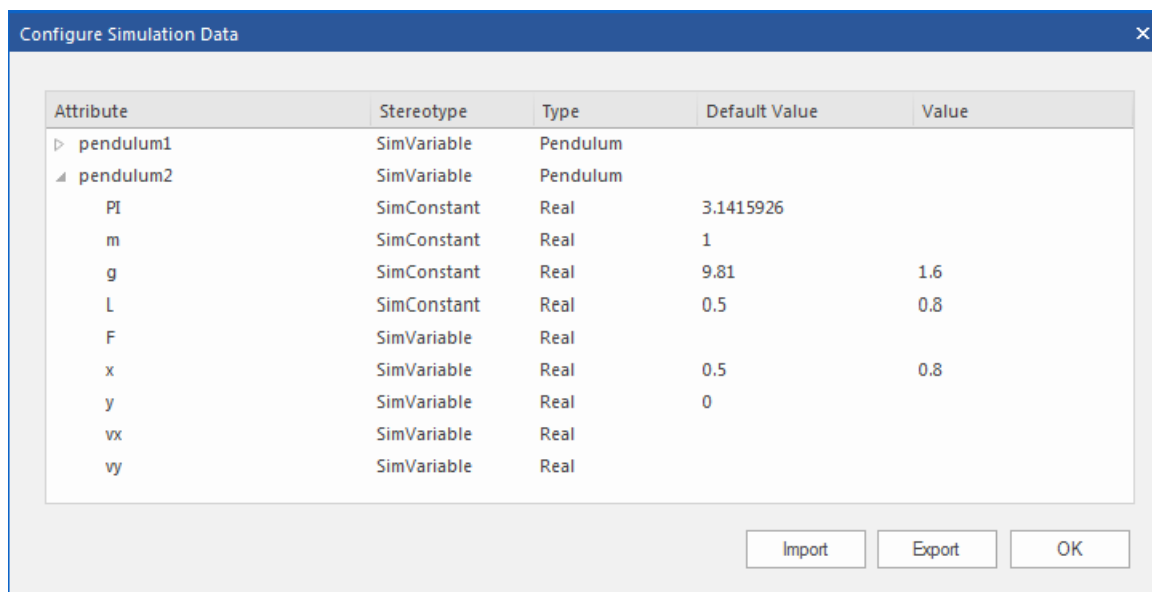 Configure Simulation Data
Attribute Stereotype Type Default Value Value
pendulum1 SimVariable Pendulum
pendulum2 SimVariable Pendulum
PI SimConstant Real 3.1415926
m SimConstant Real 1
g SimConstant Real 9.81 1.6
L SimConstant Real 0.5 0.8
F SimVariable Real
x SimVariable Real 0.5 0.8
y SimVariable Real 0
vx SimVariable Real
vy SimVariable Real
Import Export OK